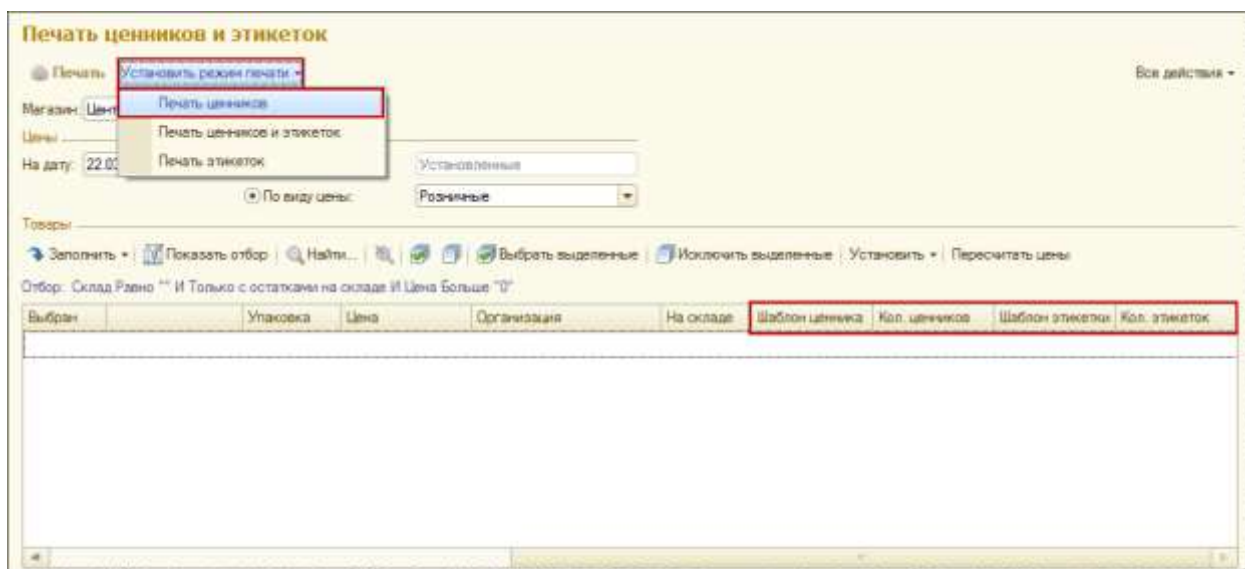 Печать ценников и этикеток
Печать Установить режим печати Все действия
Магазин: Цент
Печать ценников
Цены
Печать ценников и этикеток
На дату: 22.03 Печать этикеток Установленные
По виду цены: Розничные
Товары
Заполнить Показать отбор Найти... Выбрать выделенные Исключить выделенные Установить Пересчитать цены
Отбор: Склад Равно "" И Только с остатками на складе И Цена Больше "0"
Выбран Упаковка Цена Организация На складе Шаблон ценника Кол. ценников Шаблон этикетки Кол. этикеток